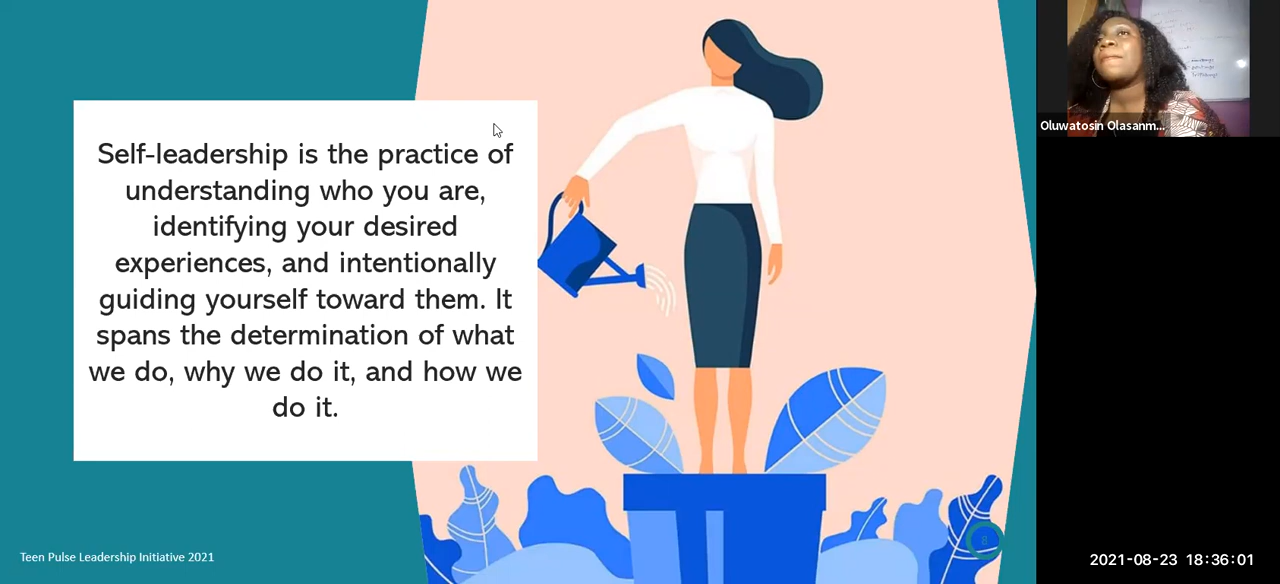 Self-leadership is the practice of
understanding who you are,
identifying your desired
experiences, and intentionally
guiding yourself toward them. It
spans the determination of what
we do, why we do it, and how we
do it.
Teen Pulse Leadership Initiative 2021
8
Oluwatosin Olasanm...
2021-08-23 18:36:01